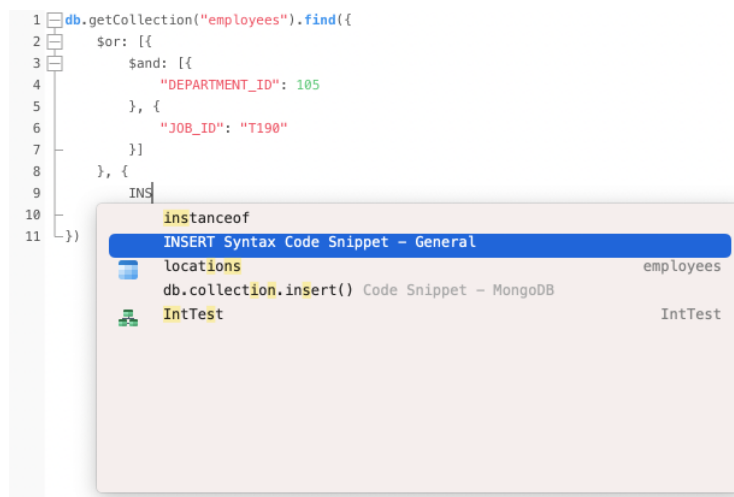 1 db.getCollection("employees").find({
2 $or: [{
3 $and: [{
4 "DEPARTMENT_ID": 105
5 }, {
6 "JOB_ID": "T190"
7 }]
8 }, {
9 INS
10
11 })
instanceof
INSERT Syntax Code Snippet – General
locations employees
db.collection.insert() Code Snippet – MongoDB
IntTest IntTest